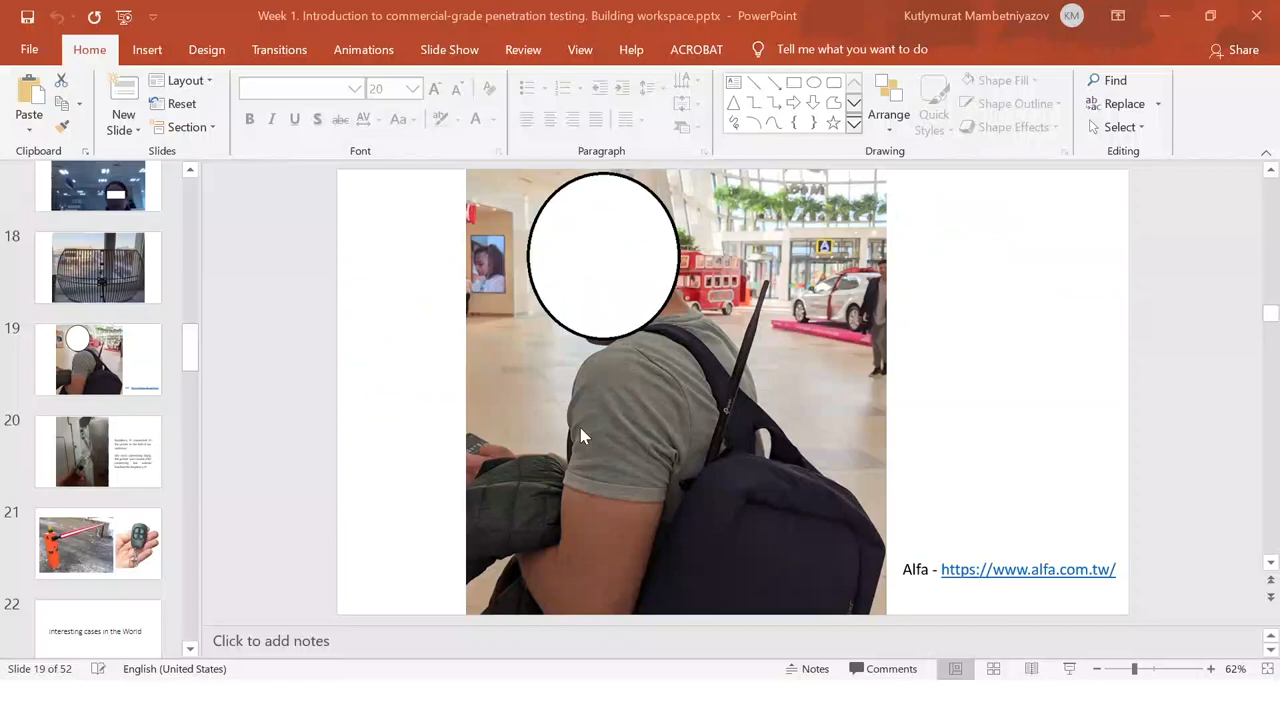 Week 1. Introduction to commercial-grade penetration testing. Building workspace.pptx - PowerPoint
Kutlymurat Mambetniyazov KM
File Home Insert Design Transitions Animations Slide Show Review View Help ACROBAT Tell me what you want to do Share
Paste
Clipboard
New
Slide
Layout
Reset
Section
Slides
20
B I U S abc AV Aa A
Font
Paragraph
Arrange
Quick
Styles
Shape Fill
Shape Outline
Shape Effects
Drawing
Find
Replace
Select
Editing
18
19
20
21
22
Interesting cases in the World
A
Alfa - https://www.alfa.com.tw/
Click to add notes
Slide 19 of 52 English (United States) Notes Comments 62%